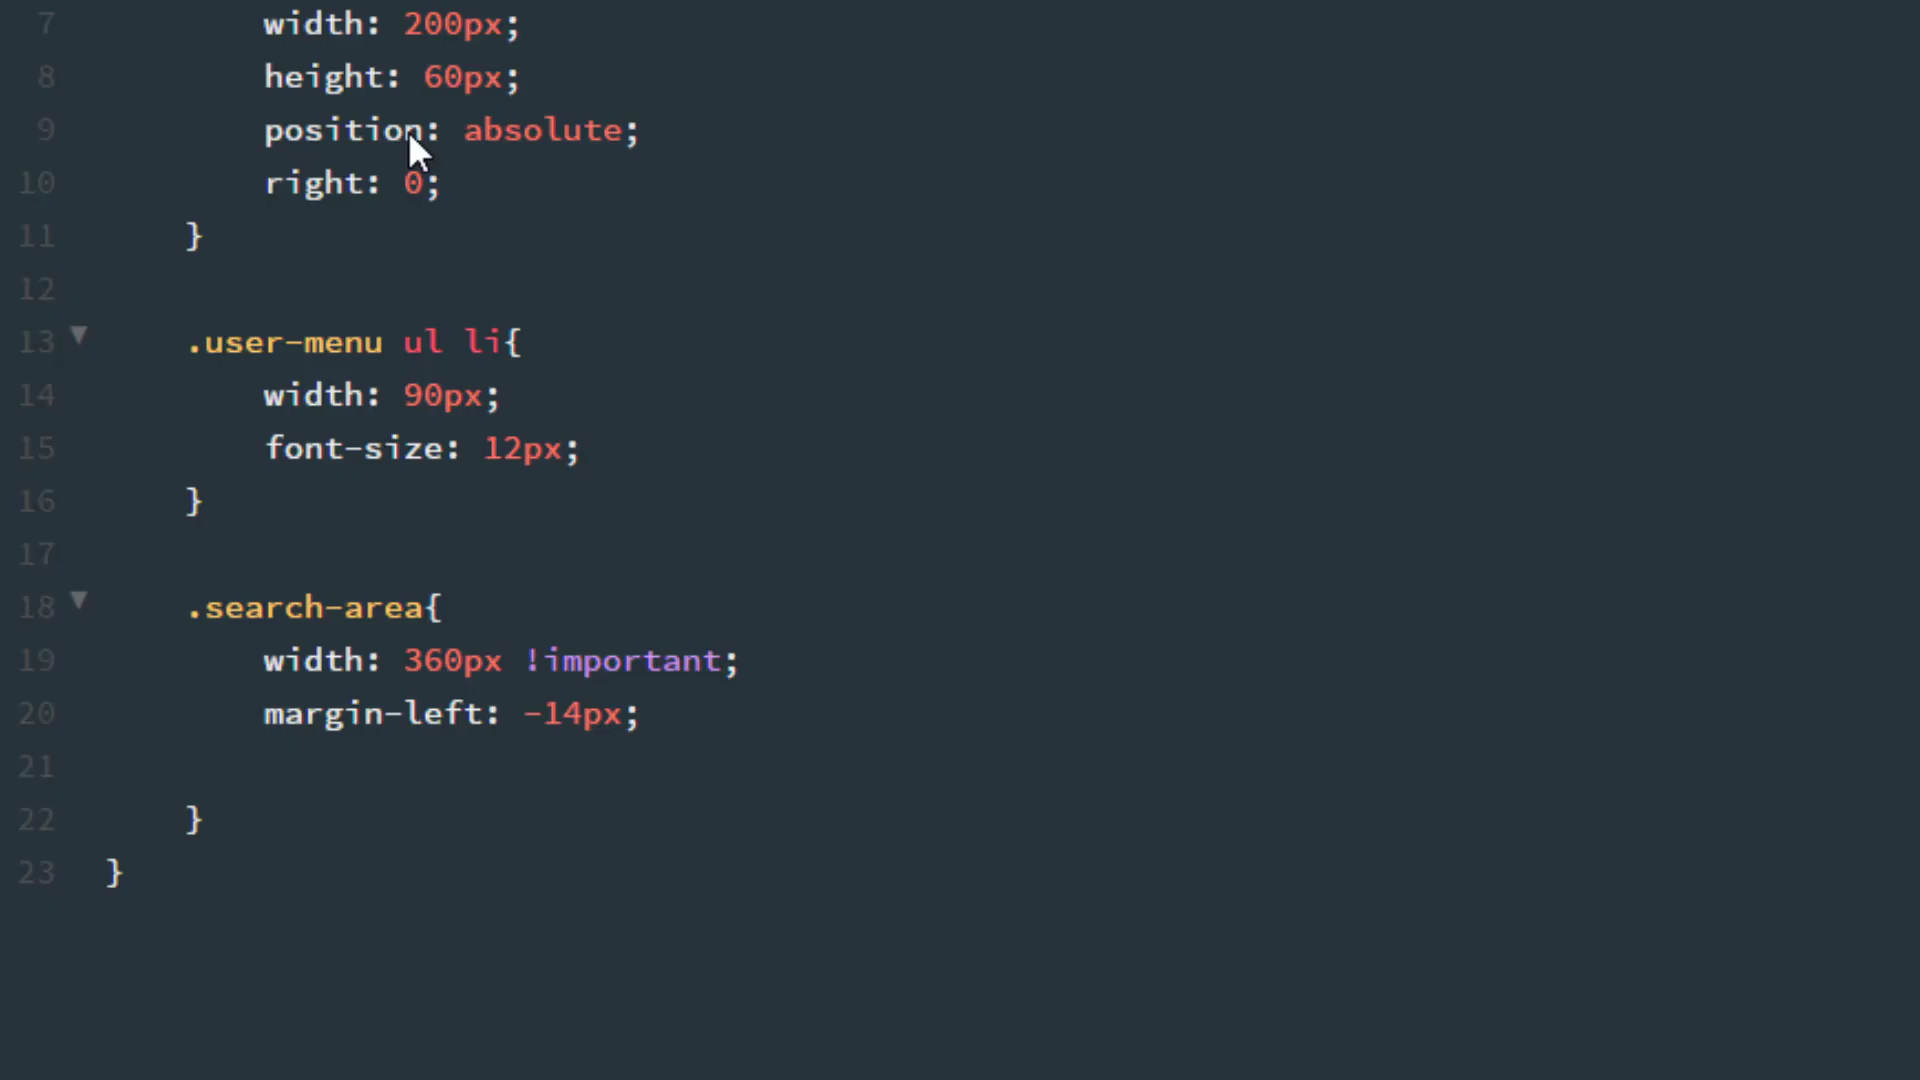 7 width: 200px;
8 height: 60px;
9 position: absolute;
10 right: 0;
11 }
12
13 .user-menu ul li{
14 width: 90px;
15 font-size: 12px;
16 }
17
18 .search-area{
19 width: 360px !important;
20 margin-left: -14px;
21
22 }
23 }